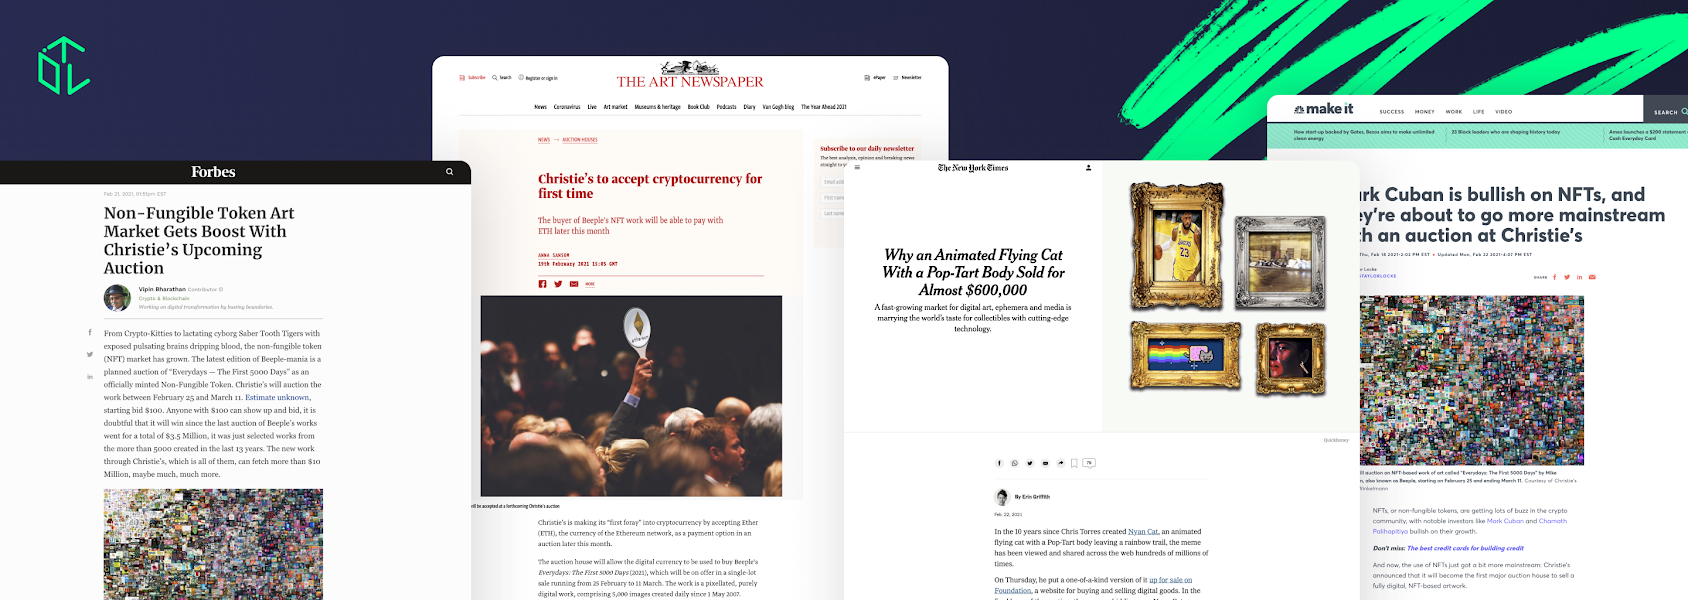 Forbes
Feb 21, 2021, 01:51pm EST
Non-Fungible Token Art
Market Gets Boost With
Christie's Upcoming
Auction
Vipin Bharathan Contributor
Crypto & Blockchain
Working on digital transformation by busting boundaries.
From Crypto-Kitties to lactating cyborg Saber Tooth Tigers with
exposed pulsating brains dripping blood, the non-fungible token
(NFT) market has grown. The latest edition of Beeple-mania is a
planned auction of "Everydays — The First 5000 Days" as an
officially minted Non-Fungible Token. Christie's will auction the
work between February 25 and March 11. Estimate unknown,
starting bid $100. Anyone with $100 can show up and bid, it is
doubtful that it will win since the last auction of Beeple's works
went for a total of $3.5 Million, it was just selected works from
the more than 5000 created in the last 13 years. The new work
through Christie's, which is all of them, can fetch more than $10
Million, maybe much, much more.
Subscribe Search Register or sign in
THE ART NEWSPAPER
ePaper Newsletter
News Coronavirus Live Art market Museums & heritage Book Club Podcasts Diary Van Gogh blog The Year Ahead 2021
NEWS → AUCTION HOUSES
Christie's to accept cryptocurrency for
first time
The buyer of Beeple's NFT work will be able to pay with
ETH later this month
ANNA SANSOM
19th February 2021 15:05 GMT
MORE
Subscribe to our daily newsletter
The best analysis, opinion and breaking news
straight to
Email
First name
Last name
ethereum
ill be accepted at a forthcoming Christie's auction
Christie's is making its "first foray" into cryptocurrency by accepting Ether
(ETH), the currency of the Ethereum network, as a payment option in an
auction later this month.
The auction house will allow the digital currency to be used to buy Beeple's
Everydays: The First 5000 Days (2021), which will be on offer in a single-lot
sale running from 25 February to 11 March. The work is a pixellated, purely
digital work, comprising 5,000 images created daily since 1 May 2007.
The New York Times
Why an Animated Flying Cat
With a Pop-Tart Body Sold for
Almost $600,000
A fast-growing market for digital art, ephemera and media is
marrying the world's taste for collectibles with cutting-edge
technology.
LAKERS
23
Quickhoney
76
By Erin Griffith
Feb. 22, 2021
In the 10 years since Chris Torres created Nyan Cat, an animated
flying cat with a Pop-Tart body leaving a rainbow trail, the meme
has been viewed and shared across the web hundreds of millions of
times.
On Thursday, he put a one-of-a-kind version of it up for sale on
Foundation, a website for buying and selling digital goods. In the
make it
SUCCESS MONEY WORK LIFE VIDEO
SEARCH
How start-up backed by Gates, Bezos aims to make unlimited
clean energy
23 Black leaders who are shaping history today
Amex launches a $200 statement
Cash Everyday Card
rk Cuban is bullish on NFTs, and
ey're about to go more mainstream
th an auction at Christie's
Thu, Feb 18 2021•2:02 PM EST • Updated Mon, Feb 22 2021•4:07 PM EST
r Locke
TAYLORLOCKE
SHARE
ll auction an NFT-based work of art called "Everydays: The First 5000 Days" by Mike
n, also known as Beeple, starting on February 25 and ending March 11. Courtesy of Christie's
Winkelmann
NFTs, or non-fungible tokens, are getting lots of buzz in the crypto
community, with notable investors like Mark Cuban and Chamath
Palihapitiya bullish on their growth.
Don't miss: The best credit cards for building credit
And now, the use of NFTs just got a bit more mainstream: Christie's
announced that it will become the first major auction house to sell a
fully digital, NFT-based artwork.